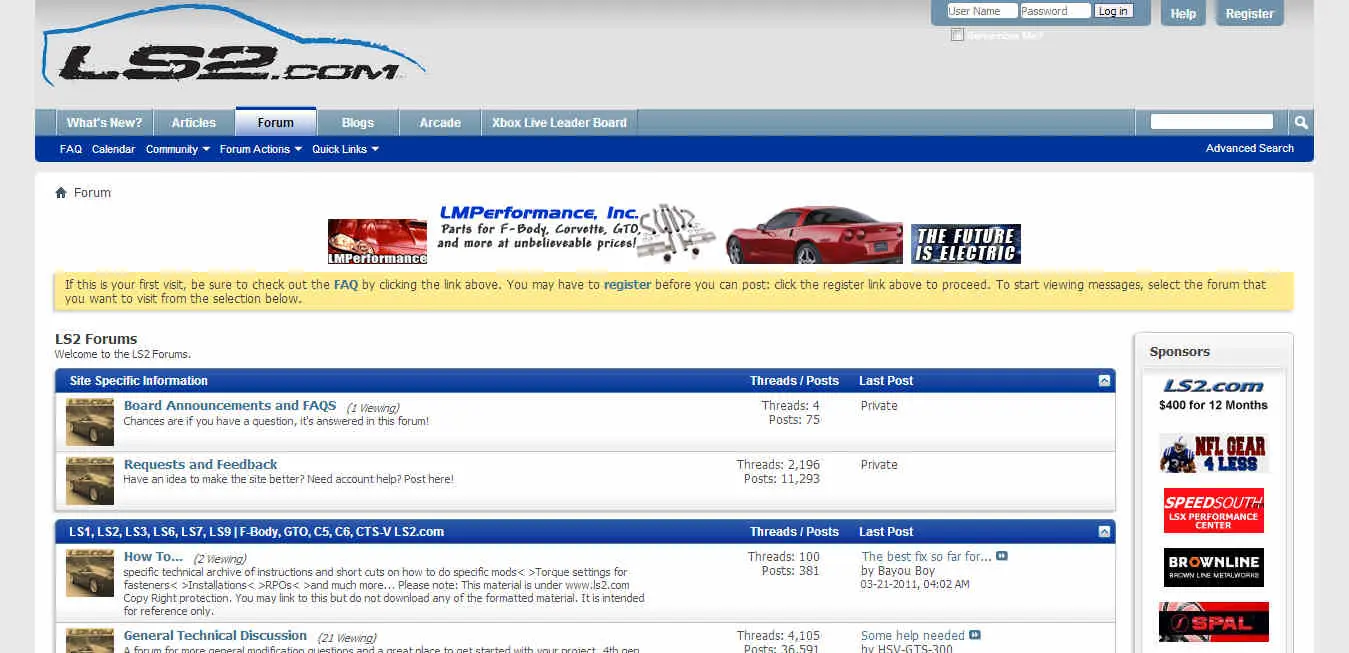 User Name Password Log in Help Register
Remember Me?
LS2.COM
What's New? Articles Forum Blogs Arcade Xbox Live Leader Board
FAQ Calendar Community Forum Actions Quick Links Advanced Search
Forum
LMPerformance
LMPerformance, Inc.
Parts for F-Body, Corvette, GTO,
and more at unbelieveable prices!
THE FUTURE
IS ELECTRIC
If this is your first visit, be sure to check out the FAQ by clicking the link above. You may have to register before you can post: click the register link above to proceed. To start viewing messages, select the forum that
you want to visit from the selection below.
LS2 Forums
Welcome to the LS2 Forums.
Site Specific Information Threads / Posts Last Post
Board Announcements and FAQS (1 Viewing)
Chances are if you have a question, it's answered in this forum!
Threads: 4
Posts: 75
Private
Requests and Feedback
Have an idea to make the site better? Need account help? Post here!
Threads: 2,196
Posts: 11,293
Private
LS1, LS2, LS3, LS6, LS7, LS9 | F-Body, GTO, C5, C6, CTS-V LS2.com Threads / Posts Last Post
How To... (2 Viewing)
specific technical archive of instructions and short cuts on how to do specific mods< >Torque settings for
fasteners< >Installations< >RPOs< >and much more... Please note: This material is under www.ls2.com
Copy Right protection. You may link to this but do not download any of the formatted material. It is intended
for reference only.
Threads: 100
Posts: 381
The best fix so far for...
by Bayou Boy
03-21-2011, 04:02 AM
General Technical Discussion (21 Viewing)
A forum for more general modification questions and a great place to get started with your project. 4th gen
Threads: 4,105
Posts: 36,591
Some help needed
by HSV-GTS-300
Sponsors
LS2.com
$400 for 12 Months
NFL GEAR
4 LESS
SPEEDSOUTH
LSX PERFORMANCE
CENTER
BROWNLINE
BROWN LINE METALWORKS
SPAL